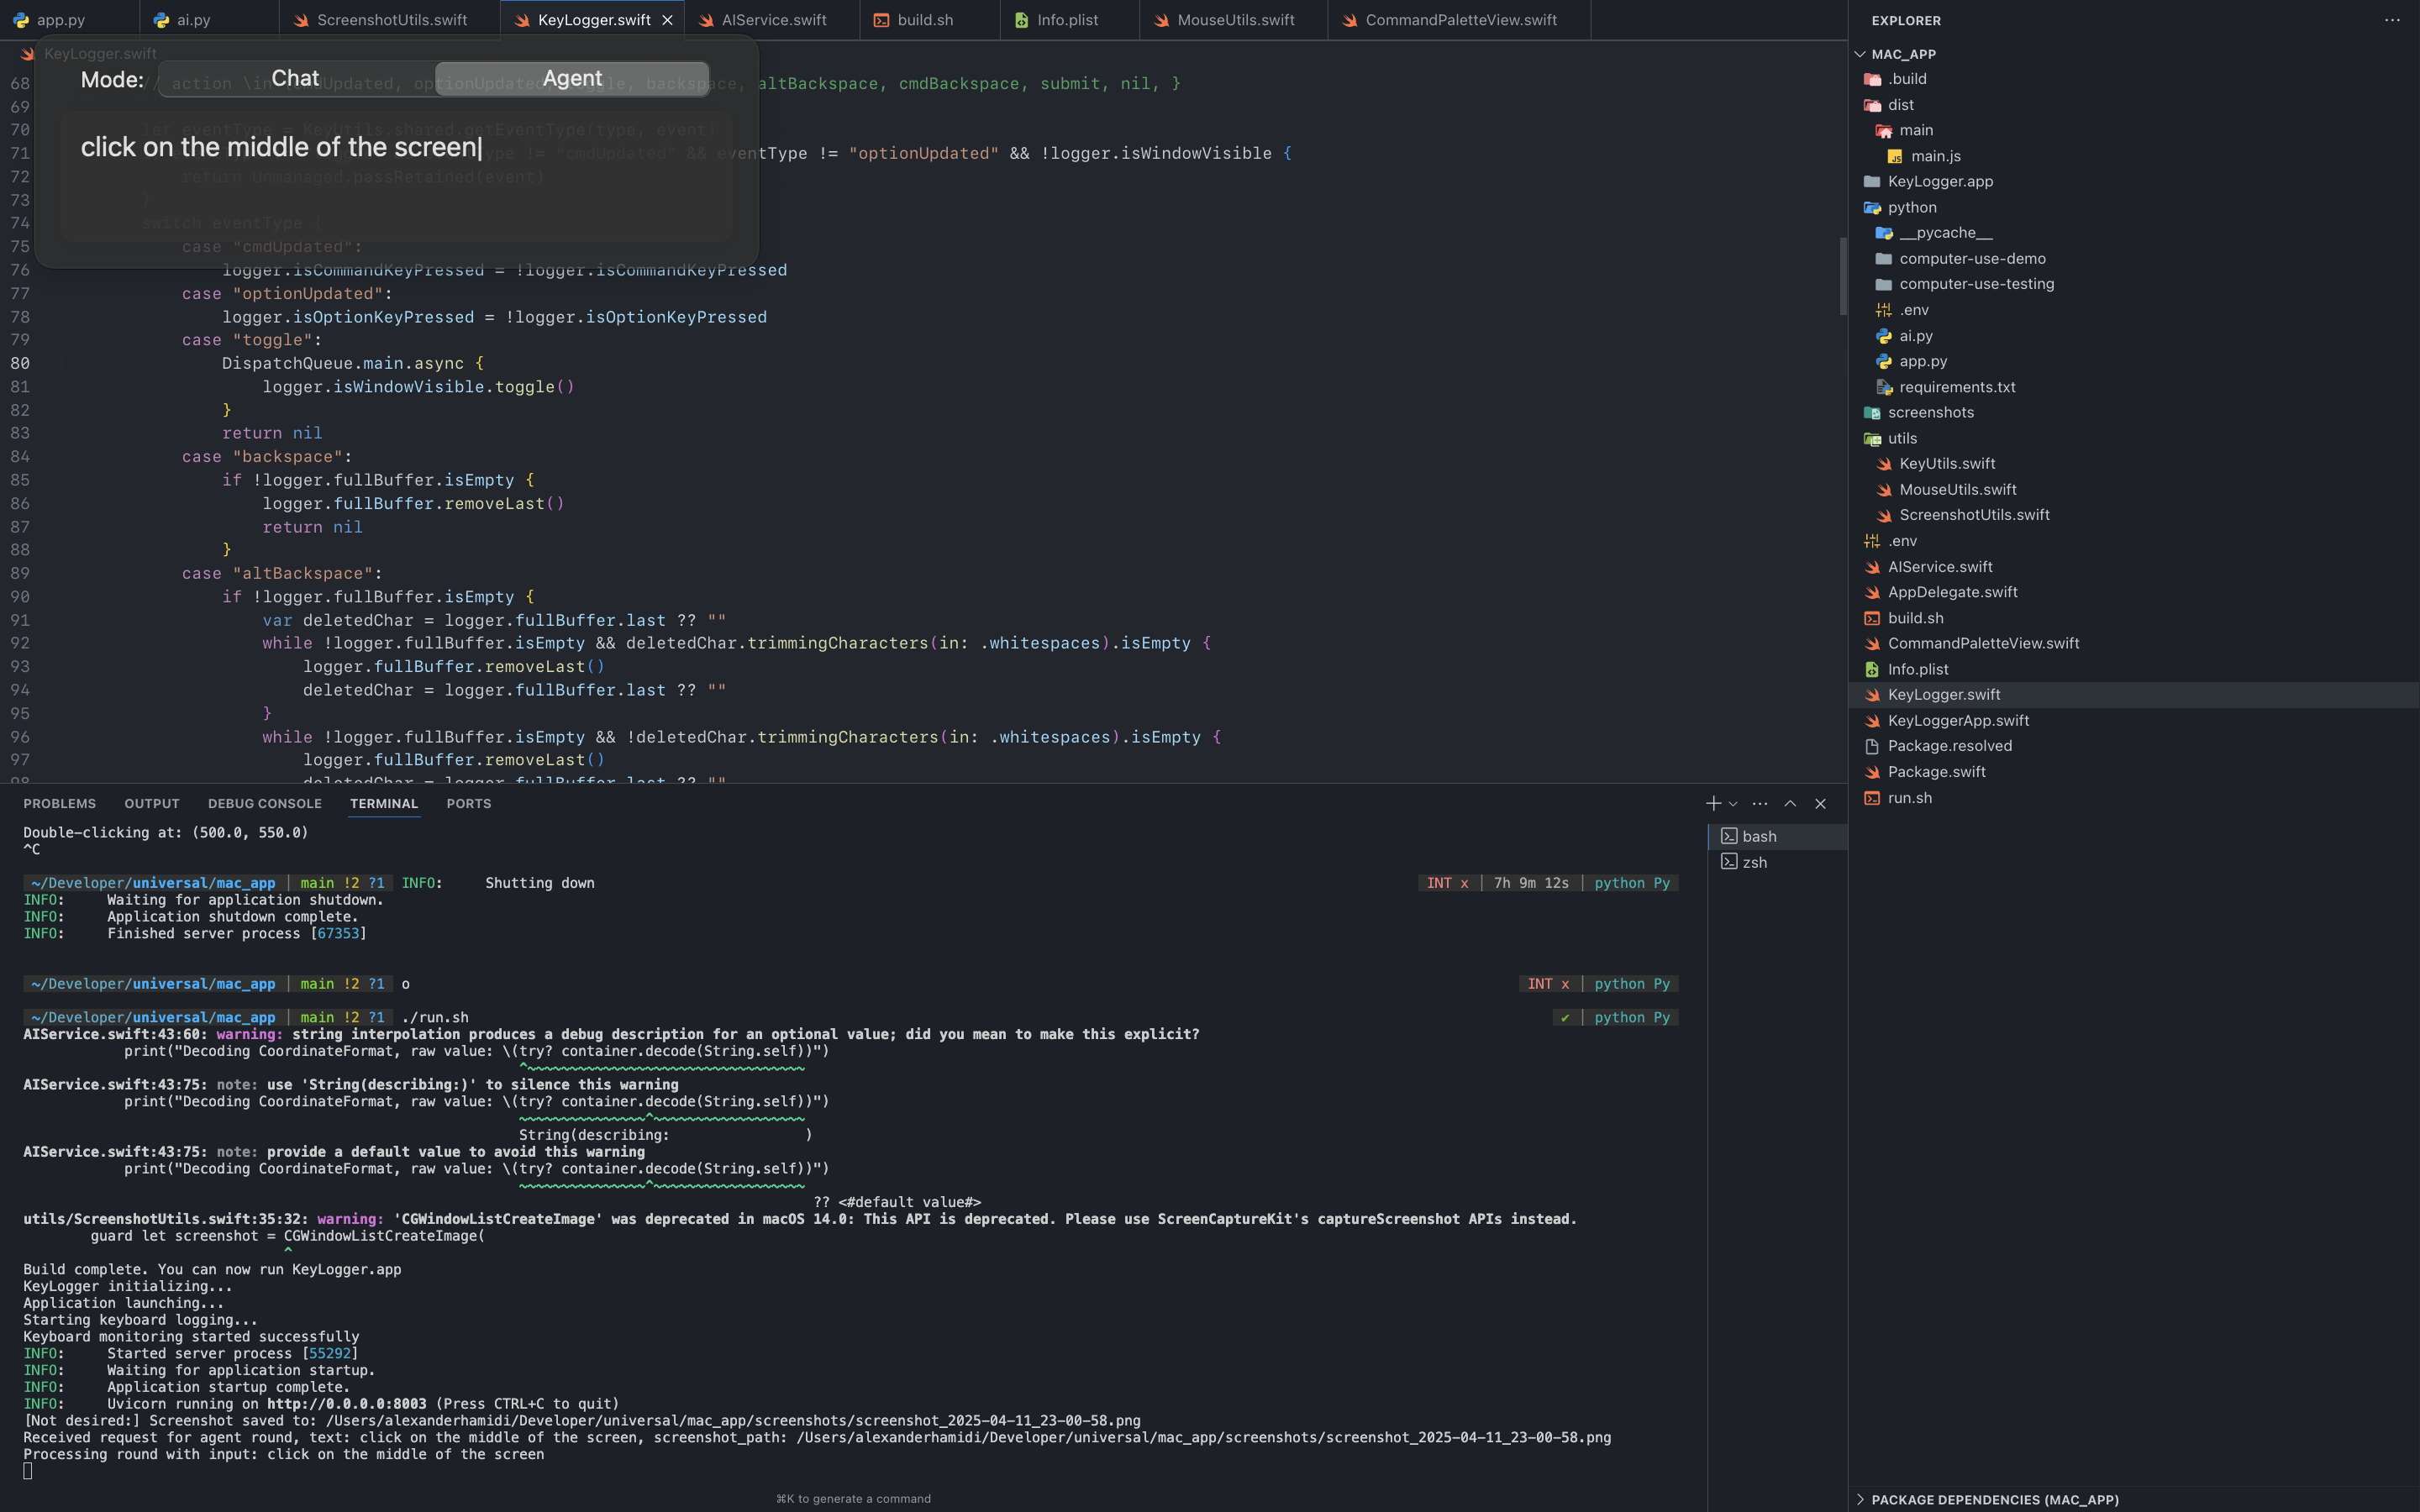 app.py
ai.py
ScreenshotUtils.swift
KeyLogger.swift
AIService.swift
build.sh
Info.plist
MouseUtils.swift
CommandPaletteView.swift
KeyLogger.swift
Mode: Chat Agent
click on the middle of the screen
68 // action \in altBackspace, cmdBackspace, submit, nil, }
69
70 let eventType = KeyUtils.shared.getEventType(type, event)
71 != "cmdUpdated" && eventType != "optionUpdated" && !logger.isWindowVisible {
72 return Unmanaged.passRetained(event)
73 }
74 switch eventType {
75 case "cmdUpdated":
76 logger.isCommandKeyPressed = !logger.isCommandKeyPressed
77 case "optionUpdated":
78 logger.isOptionKeyPressed = !logger.isOptionKeyPressed
79 case "toggle":
80 DispatchQueue.main.async {
81 logger.isWindowVisible.toggle()
82 }
83 return nil
84 case "backspace":
85 if !logger.fullBuffer.isEmpty {
86 logger.fullBuffer.removeLast()
87 return nil
88 }
89 case "altBackspace":
90 if !logger.fullBuffer.isEmpty {
91 var deletedChar = logger.fullBuffer.last ?? ""
92 while !logger.fullBuffer.isEmpty && deletedChar.trimmingCharacters(in: .whitespaces).isEmpty {
93 logger.fullBuffer.removeLast()
94 deletedChar = logger.fullBuffer.last ?? ""
95 }
96 while !logger.fullBuffer.isEmpty && !deletedChar.trimmingCharacters(in: .whitespaces).isEmpty {
97 logger.fullBuffer.removeLast()
98 deletedChar = logger.fullBuffer.last ?? ""
PROBLEMS OUTPUT DEBUG CONSOLE TERMINAL PORTS
Double-clicking at: (500.0, 550.0)
^C
~/Developer/universal/mac_app | main !2 ?1 INFO: Shutting down INT x | 7h 9m 12s | python Py
INFO: Waiting for application shutdown.
INFO: Application shutdown complete.
INFO: Finished server process [67353]
~/Developer/universal/mac_app | main !2 ?1 o INT x | python Py
~/Developer/universal/mac_app | main !2 ?1 ./run.sh ✔ | python Py
AIService.swift:43:60: warning: string interpolation produces a debug description for an optional value; did you mean to make this explicit?
print("Decoding CoordinateFormat, raw value: \(try? container.decode(String.self))")
^~~~~~~~~~~~~~~~~~~~~~~~~~~~~~~~~~
AIService.swift:43:75: note: use 'String(describing:)' to silence this warning
print("Decoding CoordinateFormat, raw value: \(try? container.decode(String.self))")
~~~~~~~~~~~~~~~^~~~~~~~~~~~~~~~~~~
String(describing: )
AIService.swift:43:75: note: provide a default value to avoid this warning
print("Decoding CoordinateFormat, raw value: \(try? container.decode(String.self))")
~~~~~~~~~~~~~~~^~~~~~~~~~~~~~~~~~~
?? <#default value#>
utils/ScreenshotUtils.swift:35:32: warning: 'CGWindowListCreateImage' was deprecated in macOS 14.0: This API is deprecated. Please use ScreenCaptureKit's captureScreenshot APIs instead.
guard let screenshot = CGWindowListCreateImage(
^
Build complete. You can now run KeyLogger.app
KeyLogger initializing...
Application launching...
Starting keyboard logging...
Keyboard monitoring started successfully
INFO: Started server process [55292]
INFO: Waiting for application startup.
INFO: Application startup complete.
INFO: Uvicorn running on http://0.0.0.0:8003 (Press CTRL+C to quit)
[Not desired:] Screenshot saved to: /Users/alexanderhamidi/Developer/universal/mac_app/screenshots/screenshot_2025-04-11_23-00-58.png
Received request for agent round, text: click on the middle of the screen, screenshot_path: /Users/alexanderhamidi/Developer/universal/mac_app/screenshots/screenshot_2025-04-11_23-00-58.png
Processing round with input: click on the middle of the screen
⌘K to generate a command
bash
zsh
EXPLORER
MAC_APP
.build
dist
main
main.js
KeyLogger.app
python
__pycache__
computer-use-demo
computer-use-testing
.env
ai.py
app.py
requirements.txt
screenshots
utils
KeyUtils.swift
MouseUtils.swift
ScreenshotUtils.swift
.env
AIService.swift
AppDelegate.swift
build.sh
CommandPaletteView.swift
Info.plist
KeyLogger.swift
KeyLoggerApp.swift
Package.resolved
Package.swift
run.sh
PACKAGE DEPENDENCIES (MAC_APP)